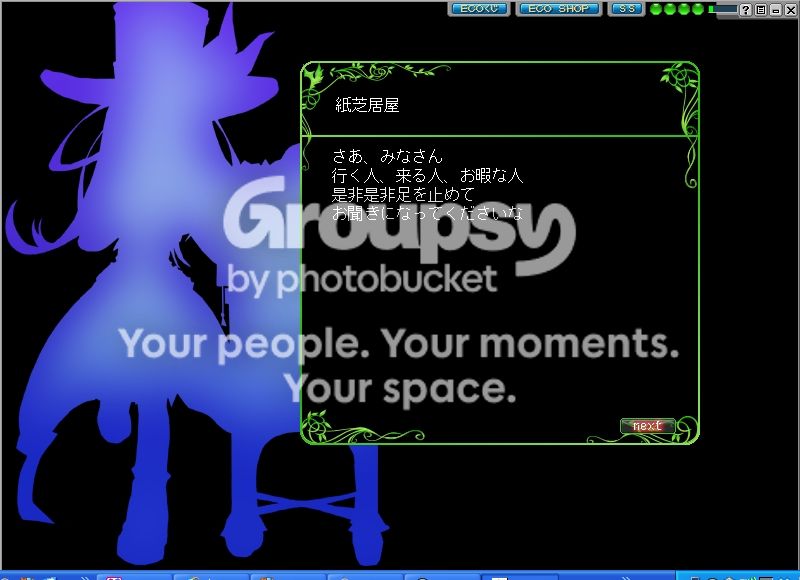 ECOくじ
ECO SHOP
SS
?
紙芝居屋
さあ、みなさん
行く人、来る人、お暇な人
是非是非足を止めて
お聞きになってくださいな
Groupsy
by photobucket
Your people. Your moments.
Your space.
next